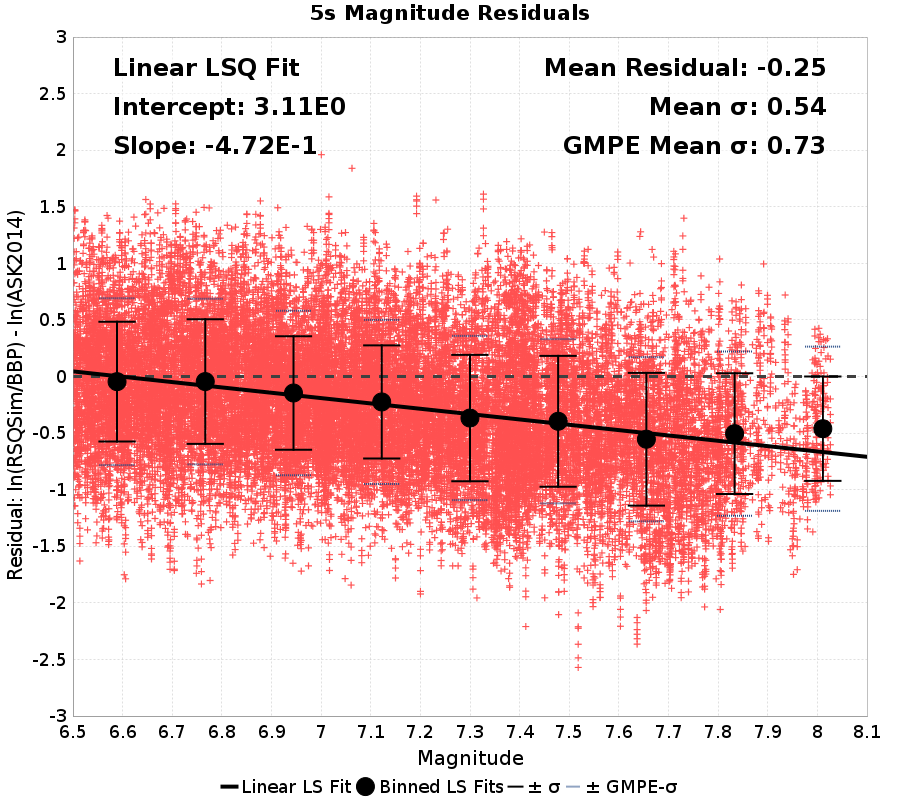 5s Magnitude Residuals
Linear LSQ Fit
Intercept: 3.11E0
Slope: -4.72E-1
Mean Residual: -0.25
Mean σ: 0.54
GMPE Mean σ: 0.73
Residual: ln(RSQSim/BBP) - ln(ASK2014)
3
2.5
2
1.5
1
0.5
0
-0.5
-1
-1.5
-2
-2.5
-3
6.5 6.6 6.7 6.8 6.9 7 7.1 7.2 7.3 7.4 7.5 7.6 7.7 7.8 7.9 8 8.1
Magnitude
Linear LS Fit Binned LS Fits ± σ ± GMPE-σ